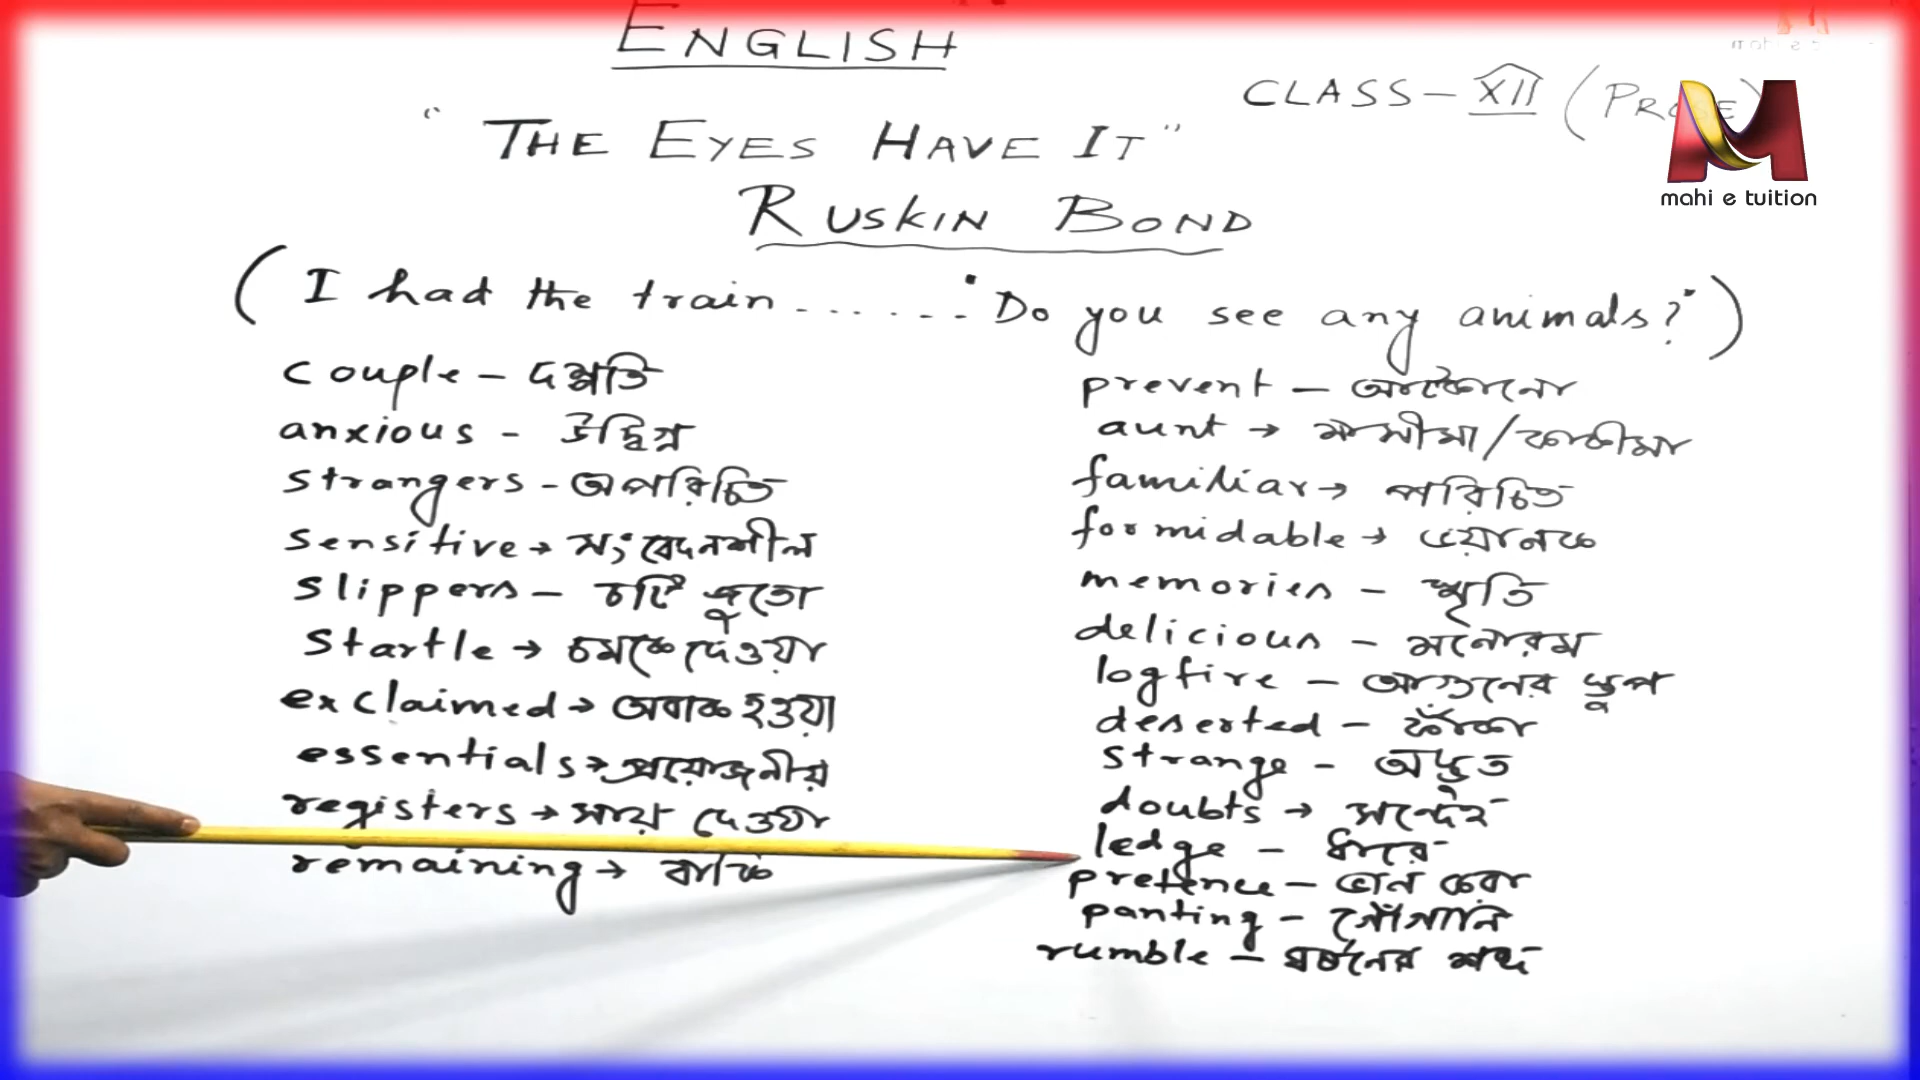 ENGLISH
CLASS – XII (PROSE)
mahi e tuition
"THE EYES HAVE IT"
RUSKIN BOND
(I had the train ....... "Do you see any animals?")
couple – দম্পতি
anxious - উদ্বিগ্ন
strangers - অপরিচিত
sensitive → সংবেদনশীল
slippers – চটি জুতো
startle → চমকে দেওয়া
exclaimed → অবাক হওয়া
essentials → প্রয়োজনীয়
registers → সায় দেওয়া
remaining → বাকি
prevent – আটকানো
aunt → মাসীমা/কাকীমা
familiar → পরিচিত
formidable → ভয়ানক
memories – স্মৃতি
delicious – মনোরম
logfire – আগুনের স্তুপ
deserted – ফাঁকা
strange – অদ্ভুত
doubts → সন্দেহ
ledge – ধারে
pretence – ভান করা
panting – গোঁগানি
rumble – ঘর্ষনের শব্দ